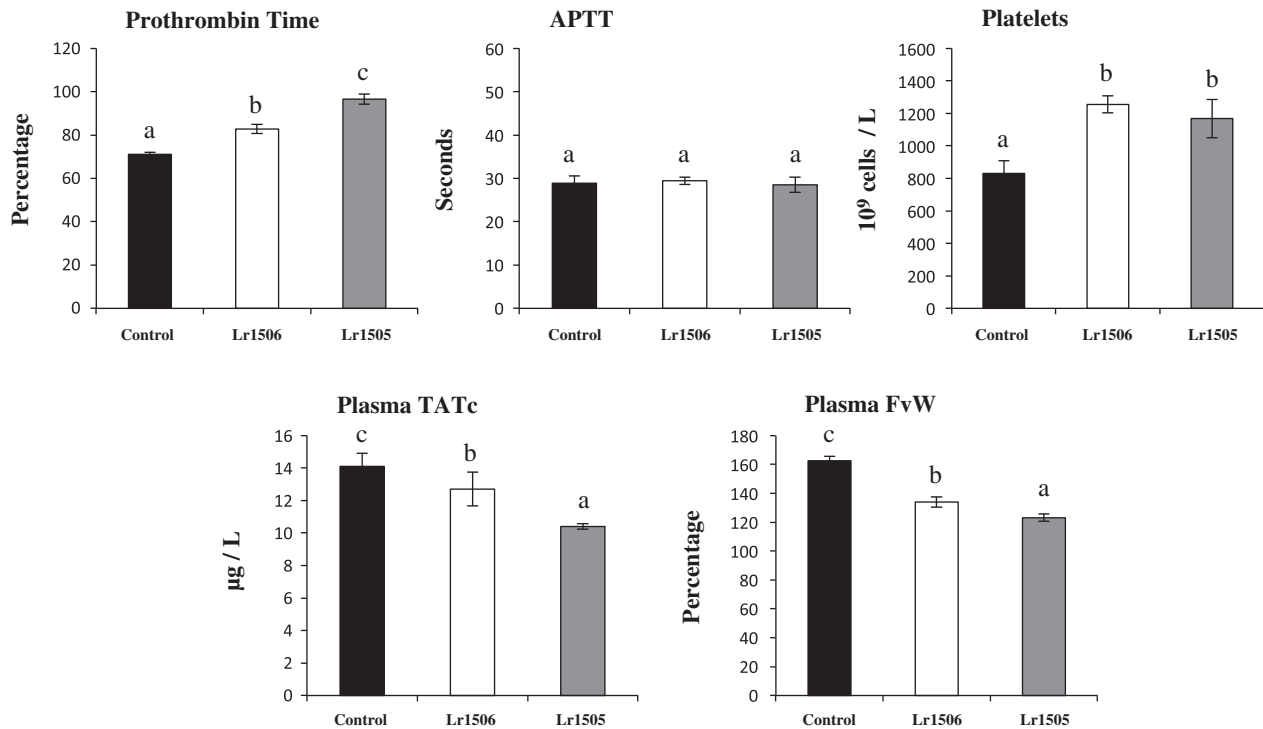 Prothrombin Time
Percentage
120
100
80
60
40
20
0
a
b
c
Control
Lr1506
Lr1505
APTT
Seconds
60
50
40
30
20
10
0
a
a
a
Control
Lr1506
Lr1505
Platelets
10⁹ cells / L
1600
1400
1200
1000
800
600
400
200
0
a
b
b
Control
Lr1506
Lr1505
Plasma TATc
µg / L
16
14
12
10
8
6
4
2
0
c
b
a
Control
Lr1506
Lr1505
Plasma FvW
Percentage
180
160
140
120
100
80
60
40
20
0
c
b
a
Control
Lr1506
Lr1505